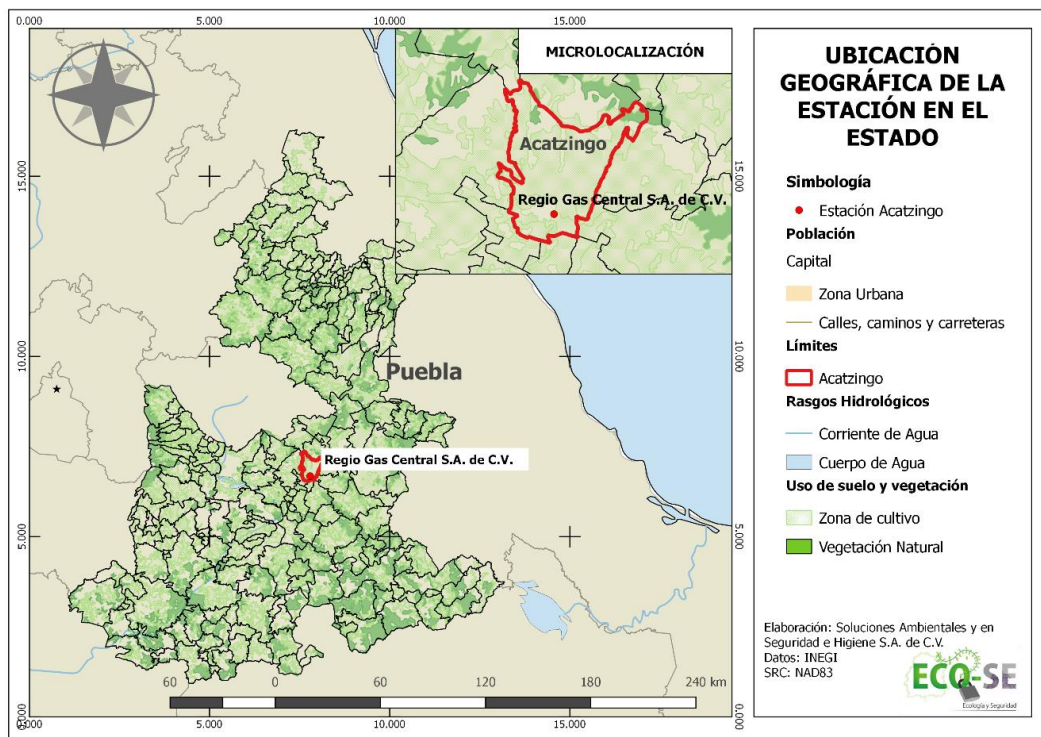 0.000
5.000
10.000
15.000
0.000
15.000
10.000
5.000
0.000
MICROLOCALIZACIÓN
Acatzingo
Regio Gas Central S.A. de C.V.
15.000
10.000
5.000
0.000
Puebla
Regio Gas Central S.A. de C.V.
60
0
60
120
180
240 km
5.000
10.000
15.000
UBICACIÓN
GEOGRÁFICA DE LA
ESTACIÓN EN EL
ESTADO
Simbología
Estación Acatzingo
Población
Capital
Zona Urbana
Calles, caminos y carreteras
Límites
Acatzingo
Rasgos Hidrológicos
Corriente de Agua
Cuerpo de Agua
Uso de suelo y vegetación
Zona de cultivo
Vegetación Natural
Elaboración: Soluciones Ambientales y en
Seguridad e Higiene S.A. de C.V.
Datos: INEGI
SRC: NAD83
ECO-SE
Ecología y Seguridad